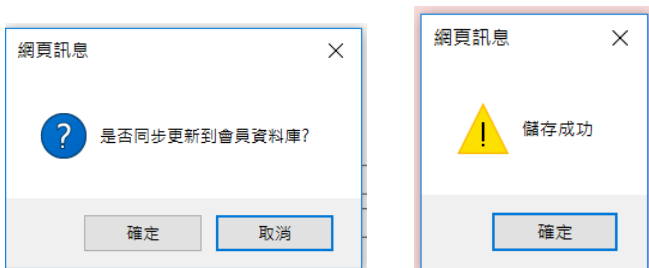 網頁訊息
是否同步更新到會員資料庫?
確定
取消
網頁訊息
儲存成功
確定